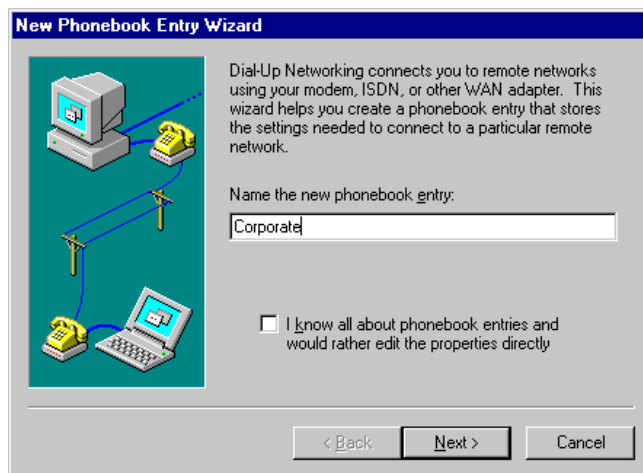 New Phonebook Entry Wizard
Dial-Up Networking connects you to remote networks
using your modem, ISDN, or other WAN adapter.  This
wizard helps you create a phonebook entry that stores
the settings needed to connect to a particular remote
network.
Name the new phonebook entry:
Corporate
I know all about phonebook entries and
would rather edit the properties directly
< Back
Next >
Cancel